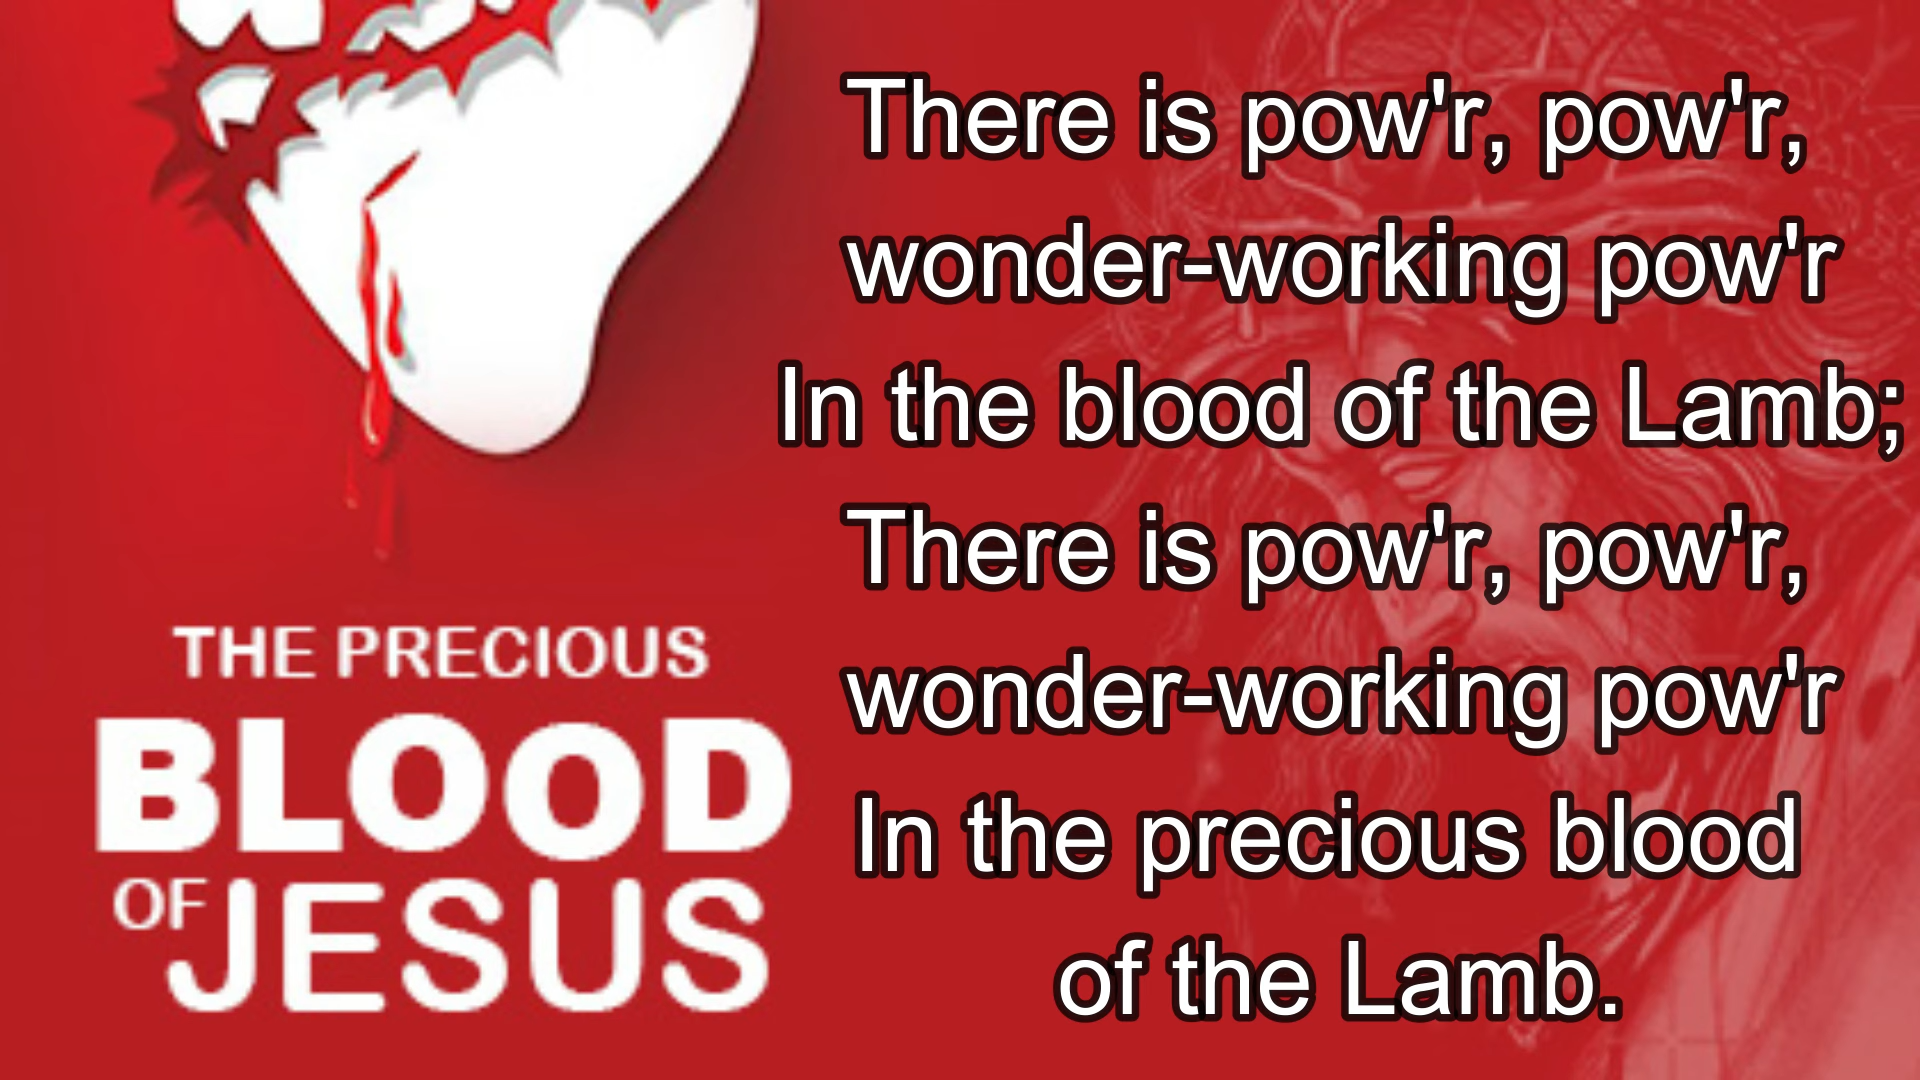 THE PRECIOUS
BLOOD
OF JESUS
There is pow'r, pow'r,
wonder-working pow'r
In the blood of the Lamb;
There is pow'r, pow'r,
wonder-working pow'r
In the precious blood
of the Lamb.